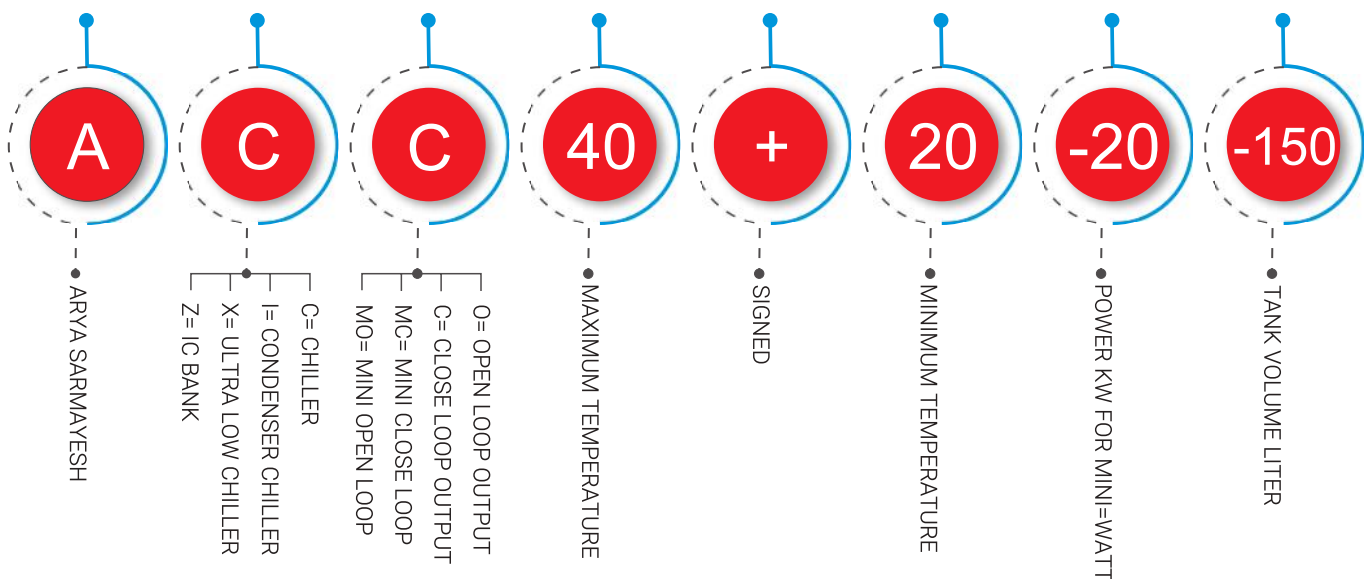 A
C
C
40
+
20
-20
-150
ARYA SARMAYESH
Z= IC BANK
X= ULTRA LOW CHILLER
I= CONDENSER CHILLER
C= CHILLER
MO= MINI OPEN LOOP
MC= MINI CLOSE LOOP
C= CLOSE LOOP OUTPUT
O= OPEN LOOP OUTPUT
MAXIMUM TEMPERATURE
SIGNED
MINIMUM TEMPERATURE
POWER KW FOR MINI=WATT
TANK VOLUME LITER